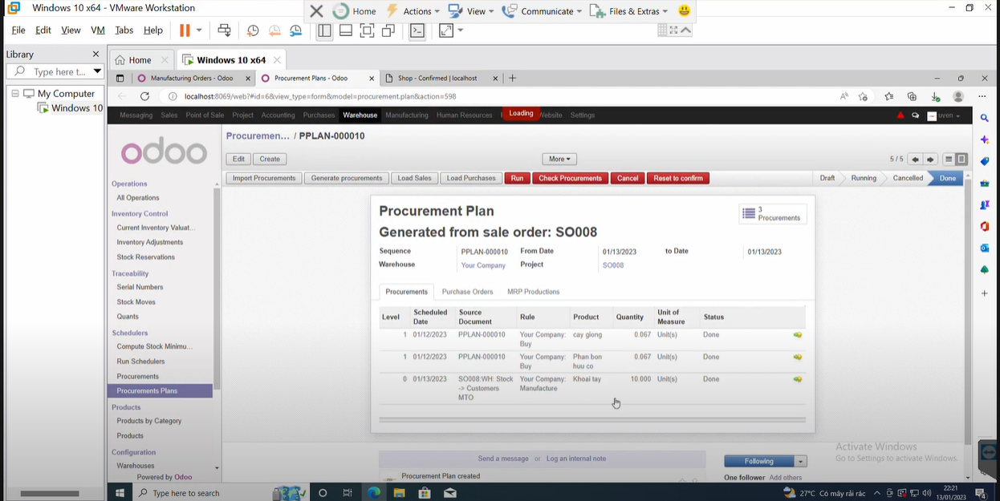 Windows 10 x64 - VMware Workstation
Home
Actions
View
Communicate
Files & Extras
File Edit View VM Tabs Help
Library
Type here t...
My Computer
Windows 10
Home
Windows 10 x64
Manufacturing Orders - Odoo
Procurement Plans - Odoo
Shop - Confirmed | localhost
localhost:8069/web?#id=6&view_type=form&model=procurement.plan&action=598
Messaging Sales Point of Sale Project Accounting Purchases Warehouse Manufacturing Human Resources Loading Website Settings
uven
odoo
Operations
All Operations
Inventory Control
Current Inventory Valuat...
Inventory Adjustments
Stock Reservations
Traceability
Serial Numbers
Stock Moves
Quants
Schedulers
Compute Stock Minimu...
Run Schedulers
Procurements
Procurements Plans
Products
Products by Category
Products
Configuration
Warehouses
Powered by Odoo
Procuremen... / PPLAN-000010
Edit Create
More
5 / 5
Import Procurements Generate procurements Load Sales Load Purchases Run Check Procurements Cancel Reset to confirm
Draft Running Cancelled Done
Procurement Plan
3
Procurements
Generated from sale order: SO008
Sequence PPLAN-000010 From Date 01/13/2023 to Date 01/13/2023
Warehouse Your Company Project SO008
Procurements Purchase Orders MRP Productions
Level Scheduled Date Source Document Rule Product Quantity Unit of Measure Status
1 01/12/2023 PPLAN-000010 Your Company: Buy cay giong 0.067 Unit(s) Done
1 01/12/2023 PPLAN-000010 Your Company: Buy Phan bon huu co 0.067 Unit(s) Done
0 01/13/2023 SO008:WH: Stock -> Customers MTO Your Company: Manufacture Khoai tay 10.000 Unit(s) Done
Send a message or Log an internal note
Following
Procurement Plan created
One follower Add others
Activate Windows
Go to Settings to activate Windows.
Type here to search
27°C Có mây rải rác
22:21
13/01/2023
4